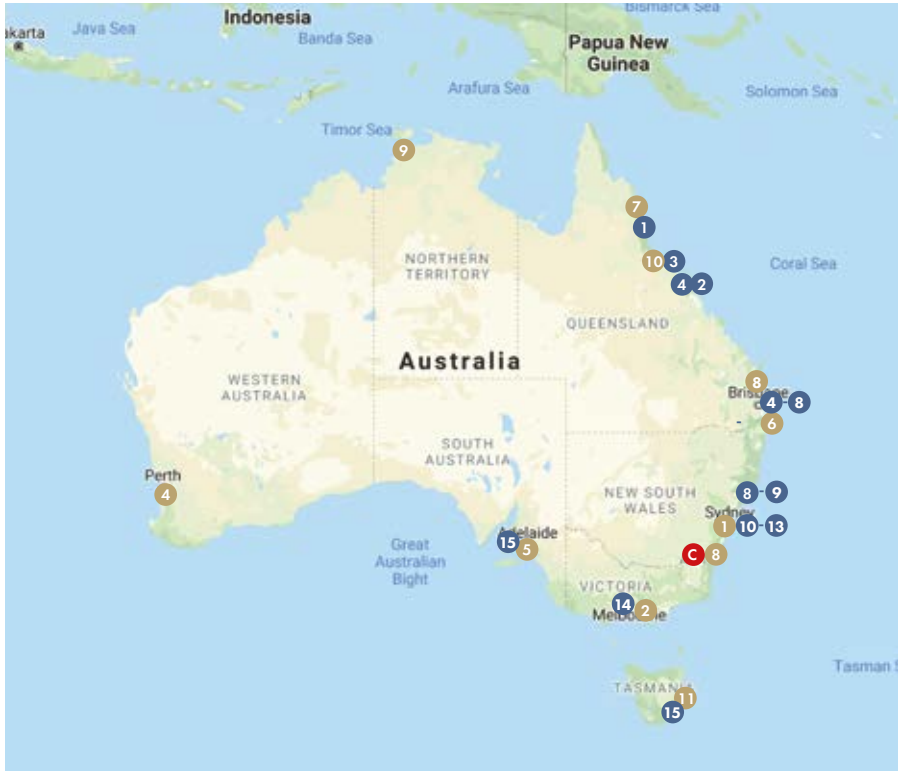 Bismarck Sea
Indonesia
akarta
Java Sea
Banda Sea
Papua New
Guinea
Arafura Sea
Solomon Sea
Timor Sea
9
7
1
NORTHERN
TERRITORY
10 3
Coral Sea
4 2
QUEENSLAND
Australia
WESTERN
AUSTRALIA
8
Brisbane
4 - 8
6
SOUTH
AUSTRALIA
Perth
4
NEW SOUTH
WALES
8 - 9
Sydney
1 10 - 13
Adelaide
15 5
Great
Australian
Bight
C 8
VICTORIA
14 2
Melbourne
Tasman S
TASMANIA
11
15